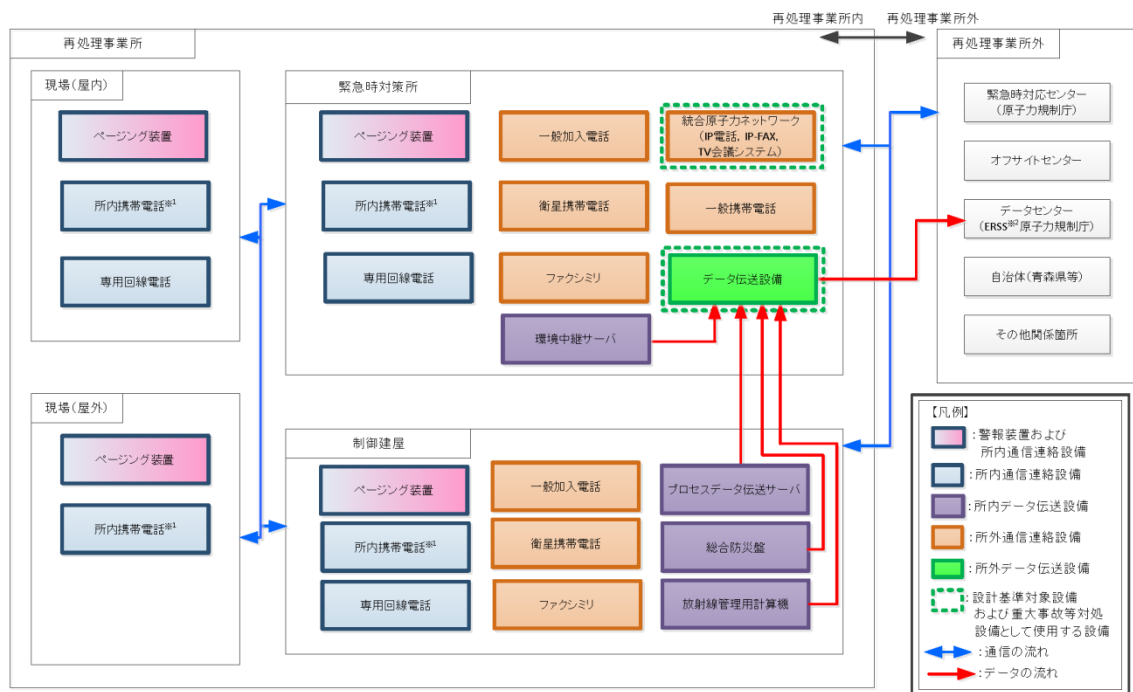 再処理事業所内
再処理事業所外
再処理事業所
現場(屋内)
ページング装置
所内携帯電話※1
専用回線電話
現場(屋外)
ページング装置
所内携帯電話※1
緊急時対策所
ページング装置
一般加入電話
統合原子力ネットワーク
(IP電話, IP-FAX,
TV会議システム)
所内携帯電話※1
衛星携帯電話
一般携帯電話
専用回線電話
ファクシミリ
データ伝送設備
環境中継サーバ
制御建屋
ページング装置
一般加入電話
プロセスデータ伝送サーバ
所内携帯電話※1
衛星携帯電話
総合防災盤
専用回線電話
ファクシミリ
放射線管理用計算機
再処理事業所外
緊急時対応センター
(原子力規制庁)
オフサイトセンター
データセンター
(ERSS※2原子力規制庁)
自治体(青森県等)
その他関係箇所
【凡例】
:警報装置および
所内通信連絡設備
:所内通信連絡設備
:所内データ伝送設備
:所外通信連絡設備
:所外データ伝送設備
:設計基準対象設備
および重大事故等対処
設備として使用する設備
:通信の流れ
:データの流れ